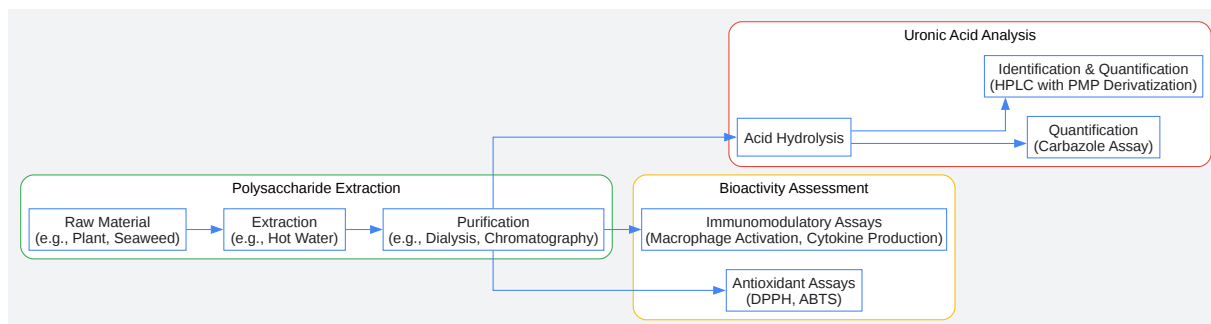 Uronic Acid Analysis
Identification & Quantification
(HPLC with PMP Derivatization)
Acid Hydrolysis
Quantification
(Carbazole Assay)
Polysaccharide Extraction
Raw Material
(e.g., Plant, Seaweed)
Extraction
(e.g., Hot Water)
Purification
(e.g., Dialysis, Chromatography)
Bioactivity Assessment
Immunomodulatory Assays
(Macrophage Activation, Cytokine Production)
Antioxidant Assays
(DPPH, ABTS)